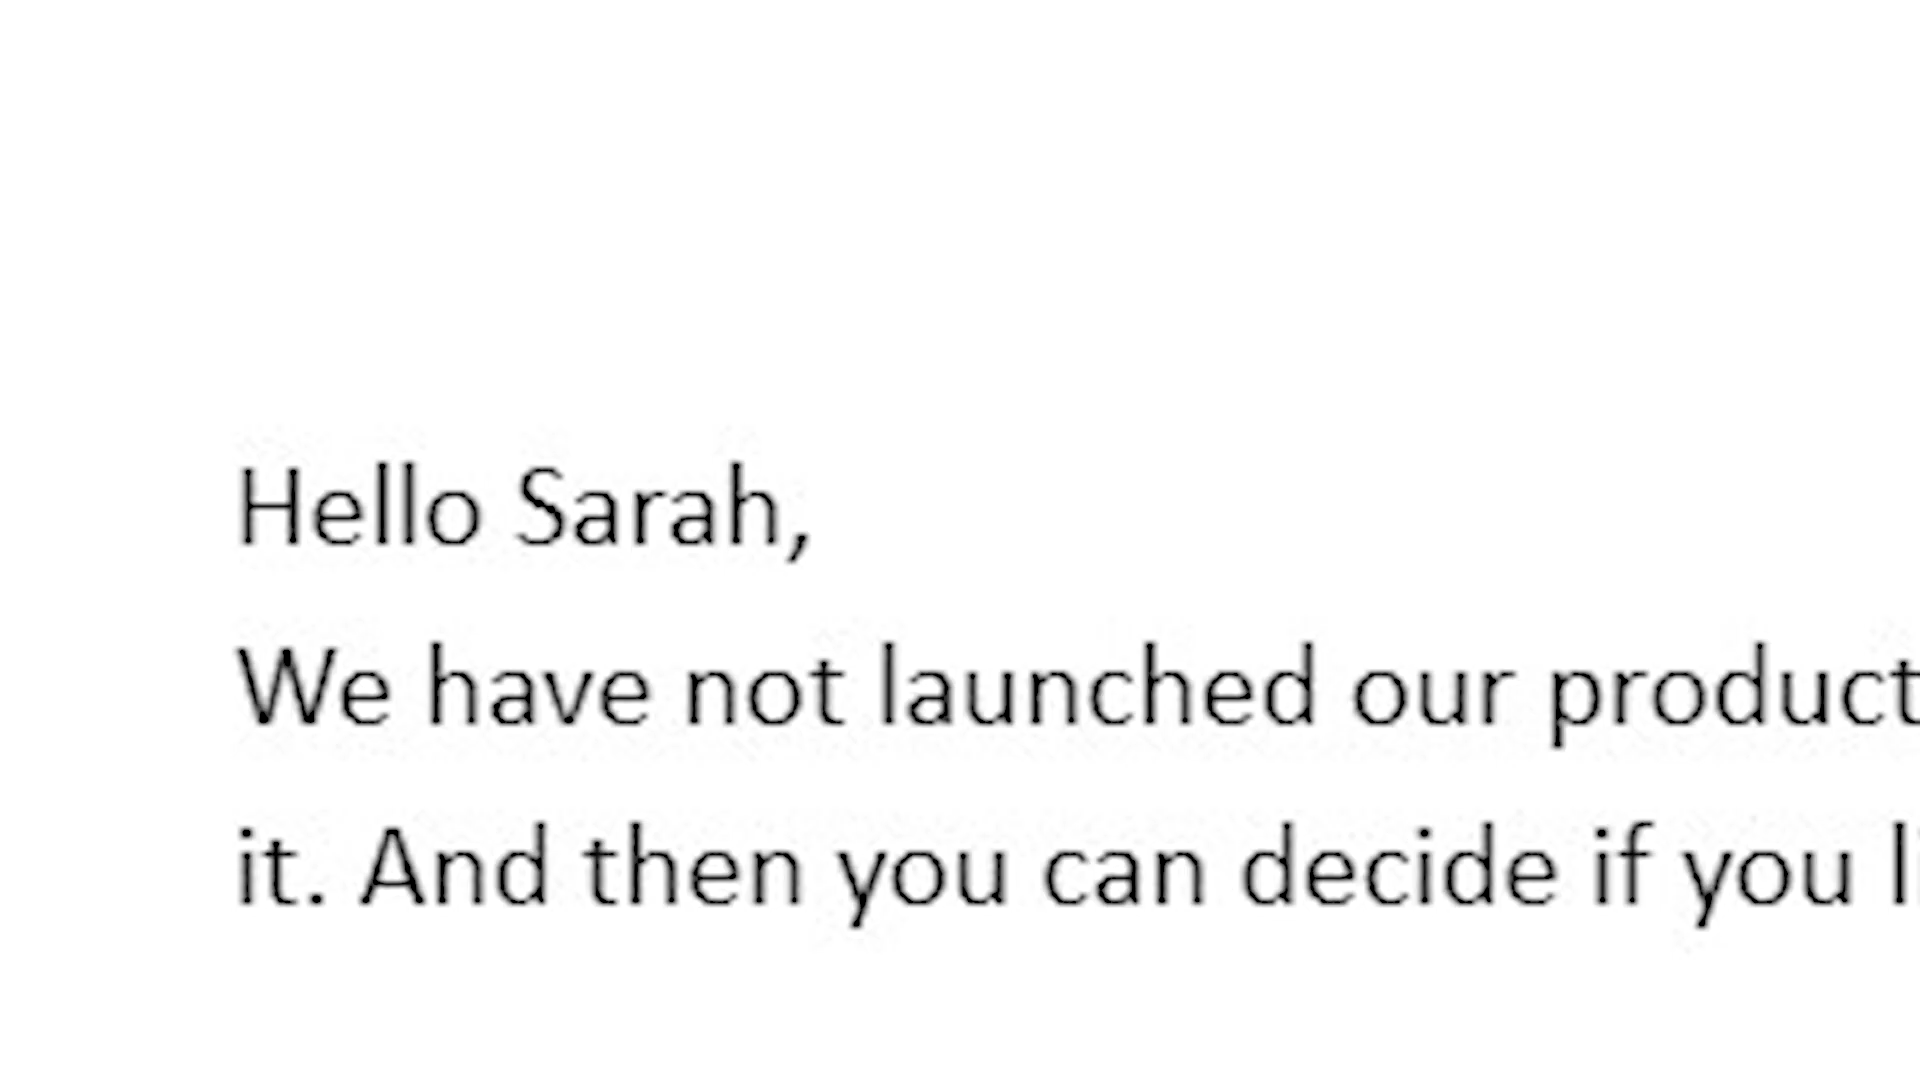 Hello Sarah,
We have not launched our product
it. And then you can decide if you